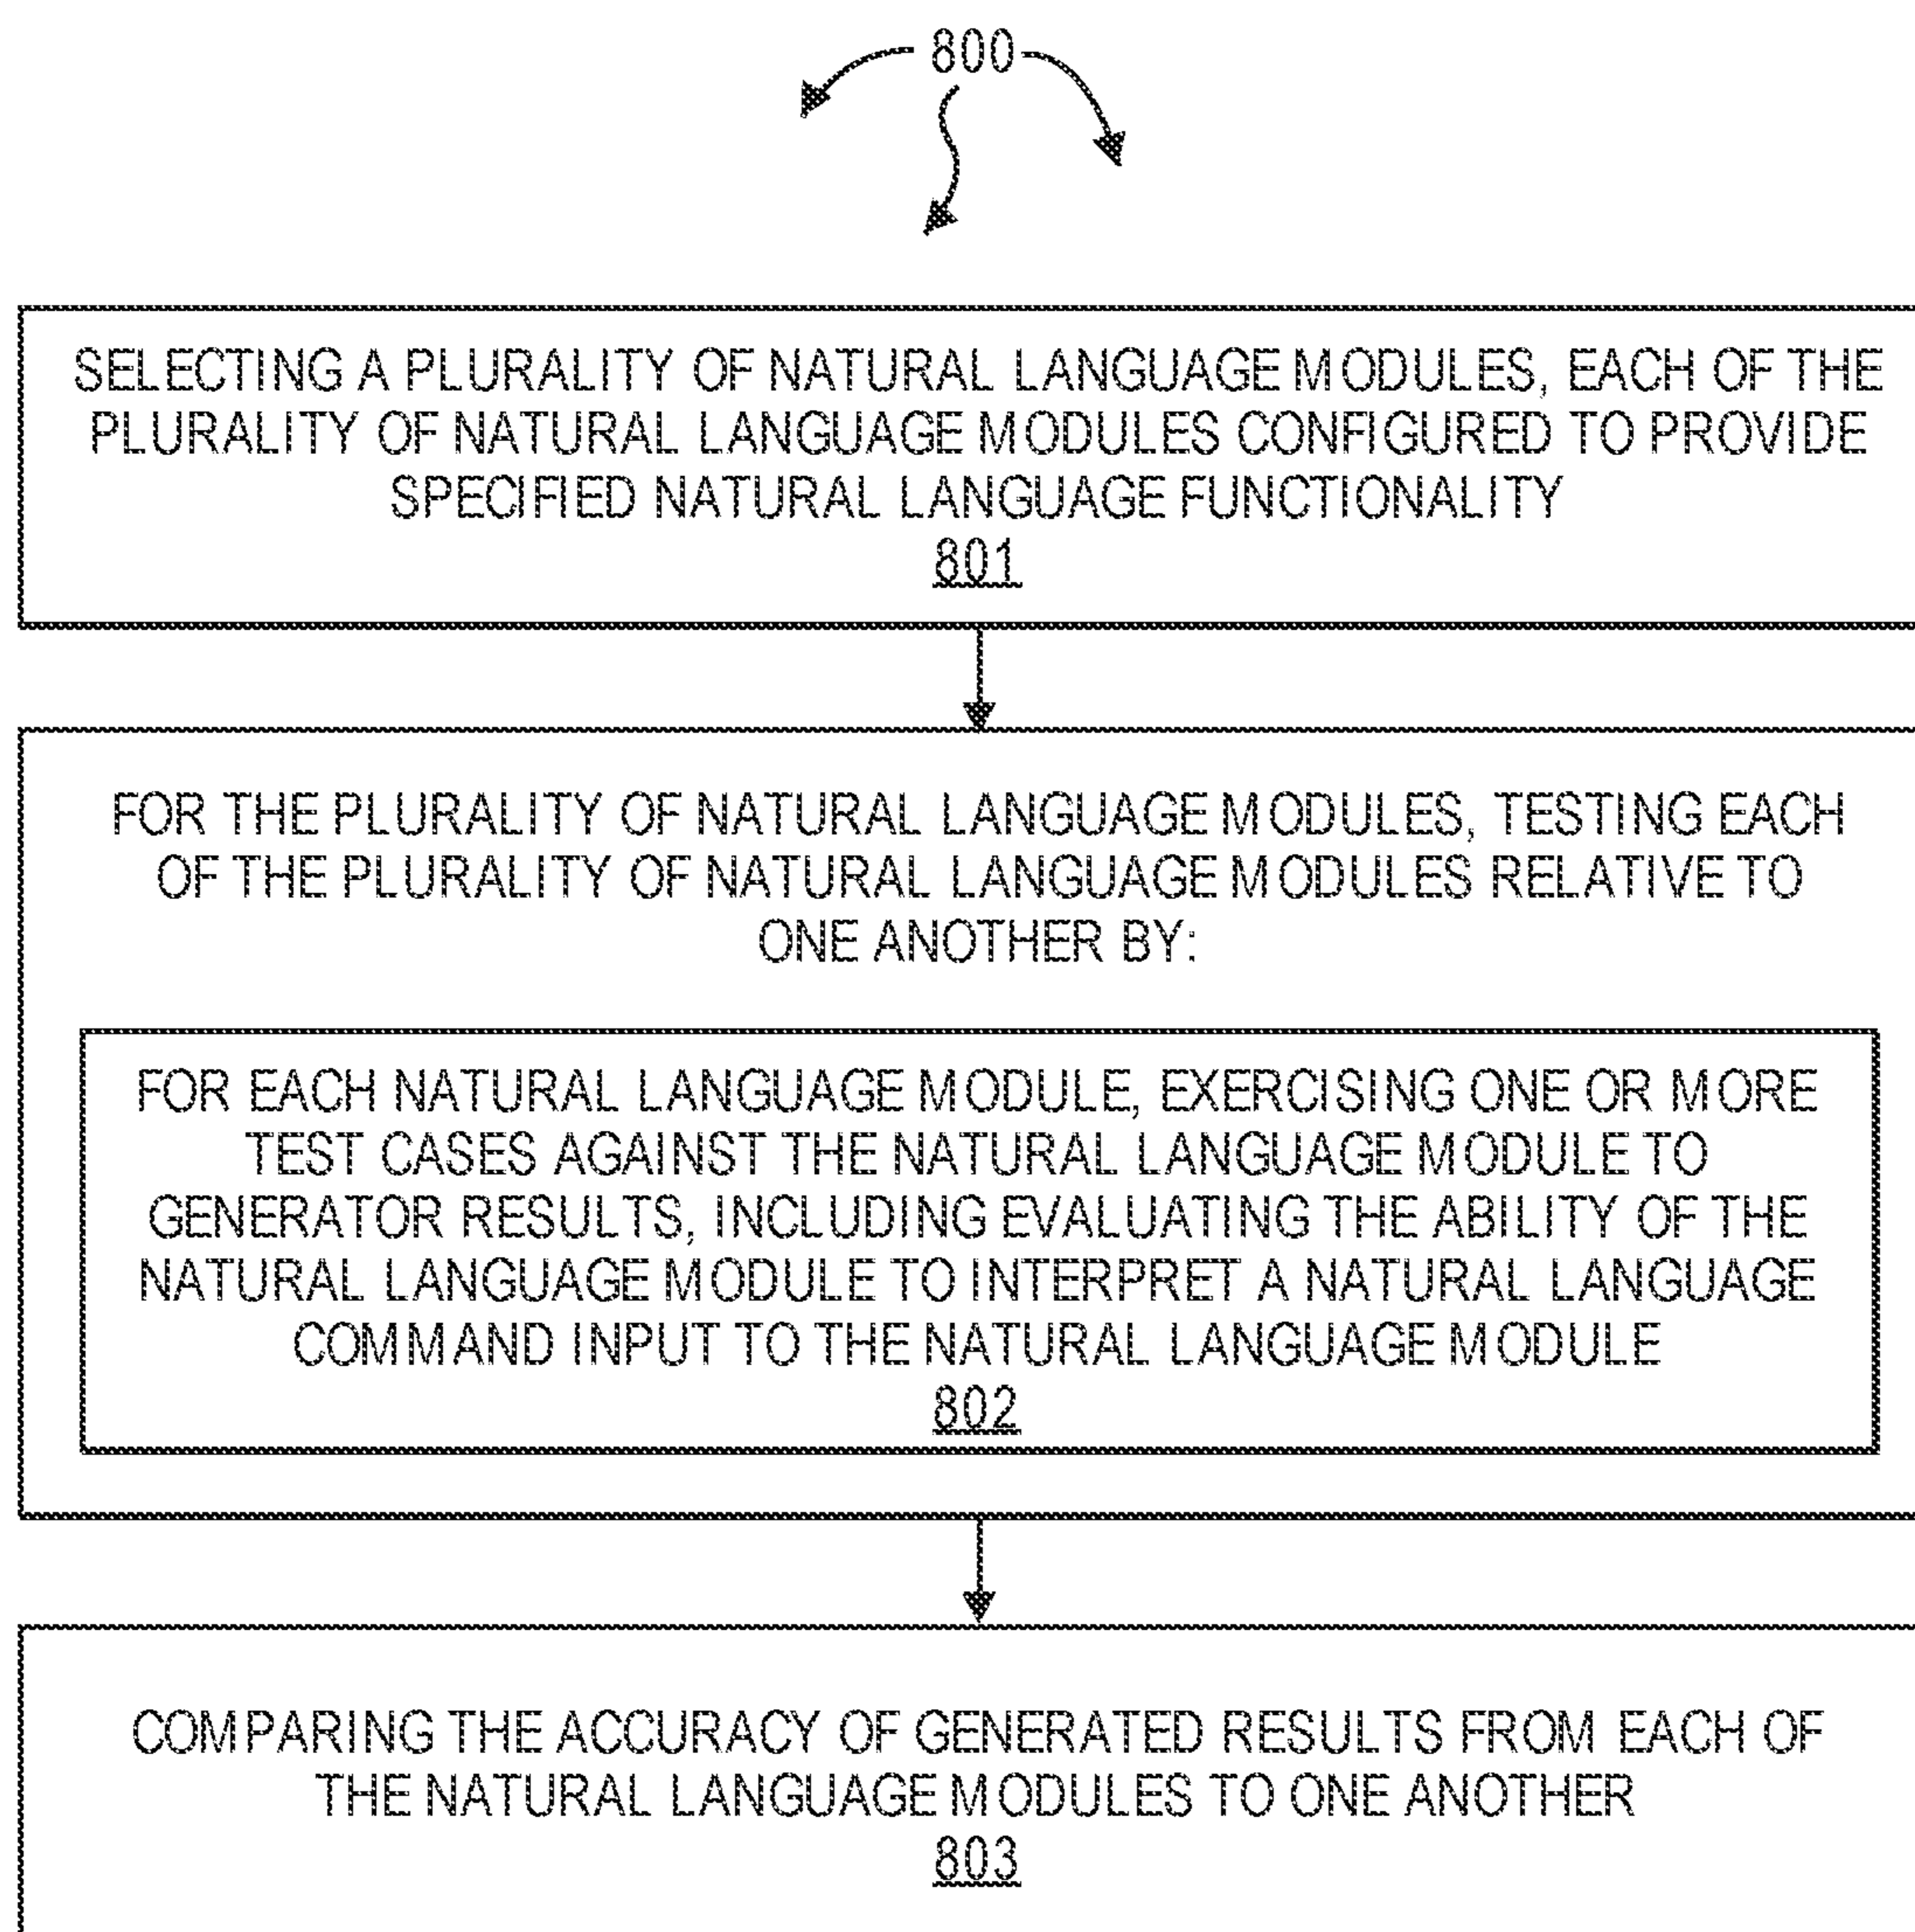 800
SELECTING A PLURALITY OF NATURAL LANGUAGE MODULES, EACH OF THE
PLURALITY OF NATURAL LANGUAGE MODULES CONFIGURED TO PROVIDE
SPECIFIED NATURAL LANGUAGE FUNCTIONALITY
801
FOR THE PLURALITY OF NATURAL LANGUAGE MODULES, TESTING EACH
OF THE PLURALITY OF NATURAL LANGUAGE MODULES RELATIVE TO
ONE ANOTHER BY:
FOR EACH NATURAL LANGUAGE MODULE, EXERCISING ONE OR MORE
TEST CASES AGAINST THE NATURAL LANGUAGE MODULE TO
GENERATOR RESULTS, INCLUDING EVALUATING THE ABILITY OF THE
NATURAL LANGUAGE MODULE TO INTERPRET A NATURAL LANGUAGE
COMMAND INPUT TO THE NATURAL LANGUAGE MODULE
802
COMPARING THE ACCURACY OF GENERATED RESULTS FROM EACH OF
THE NATURAL LANGUAGE MODULES TO ONE ANOTHER
803